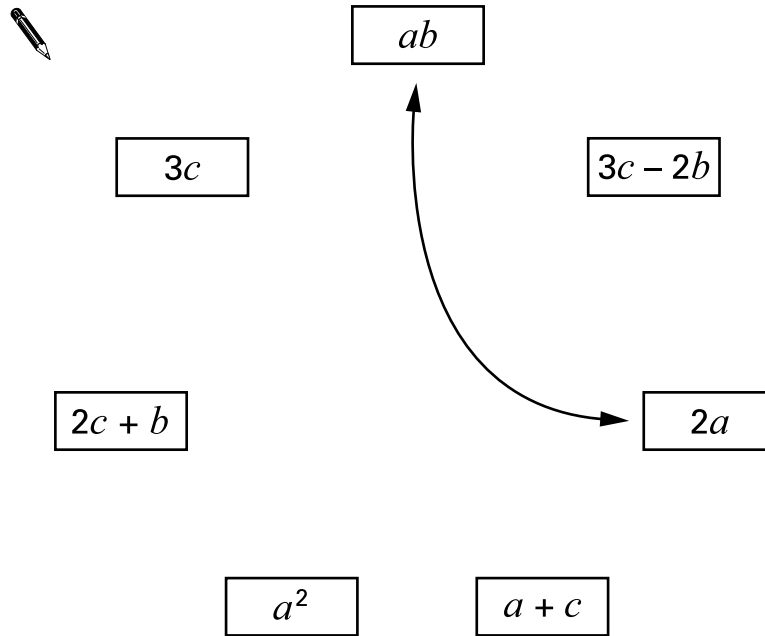 ab
3c
3c – 2b
2c + b
2a
a²
a + c